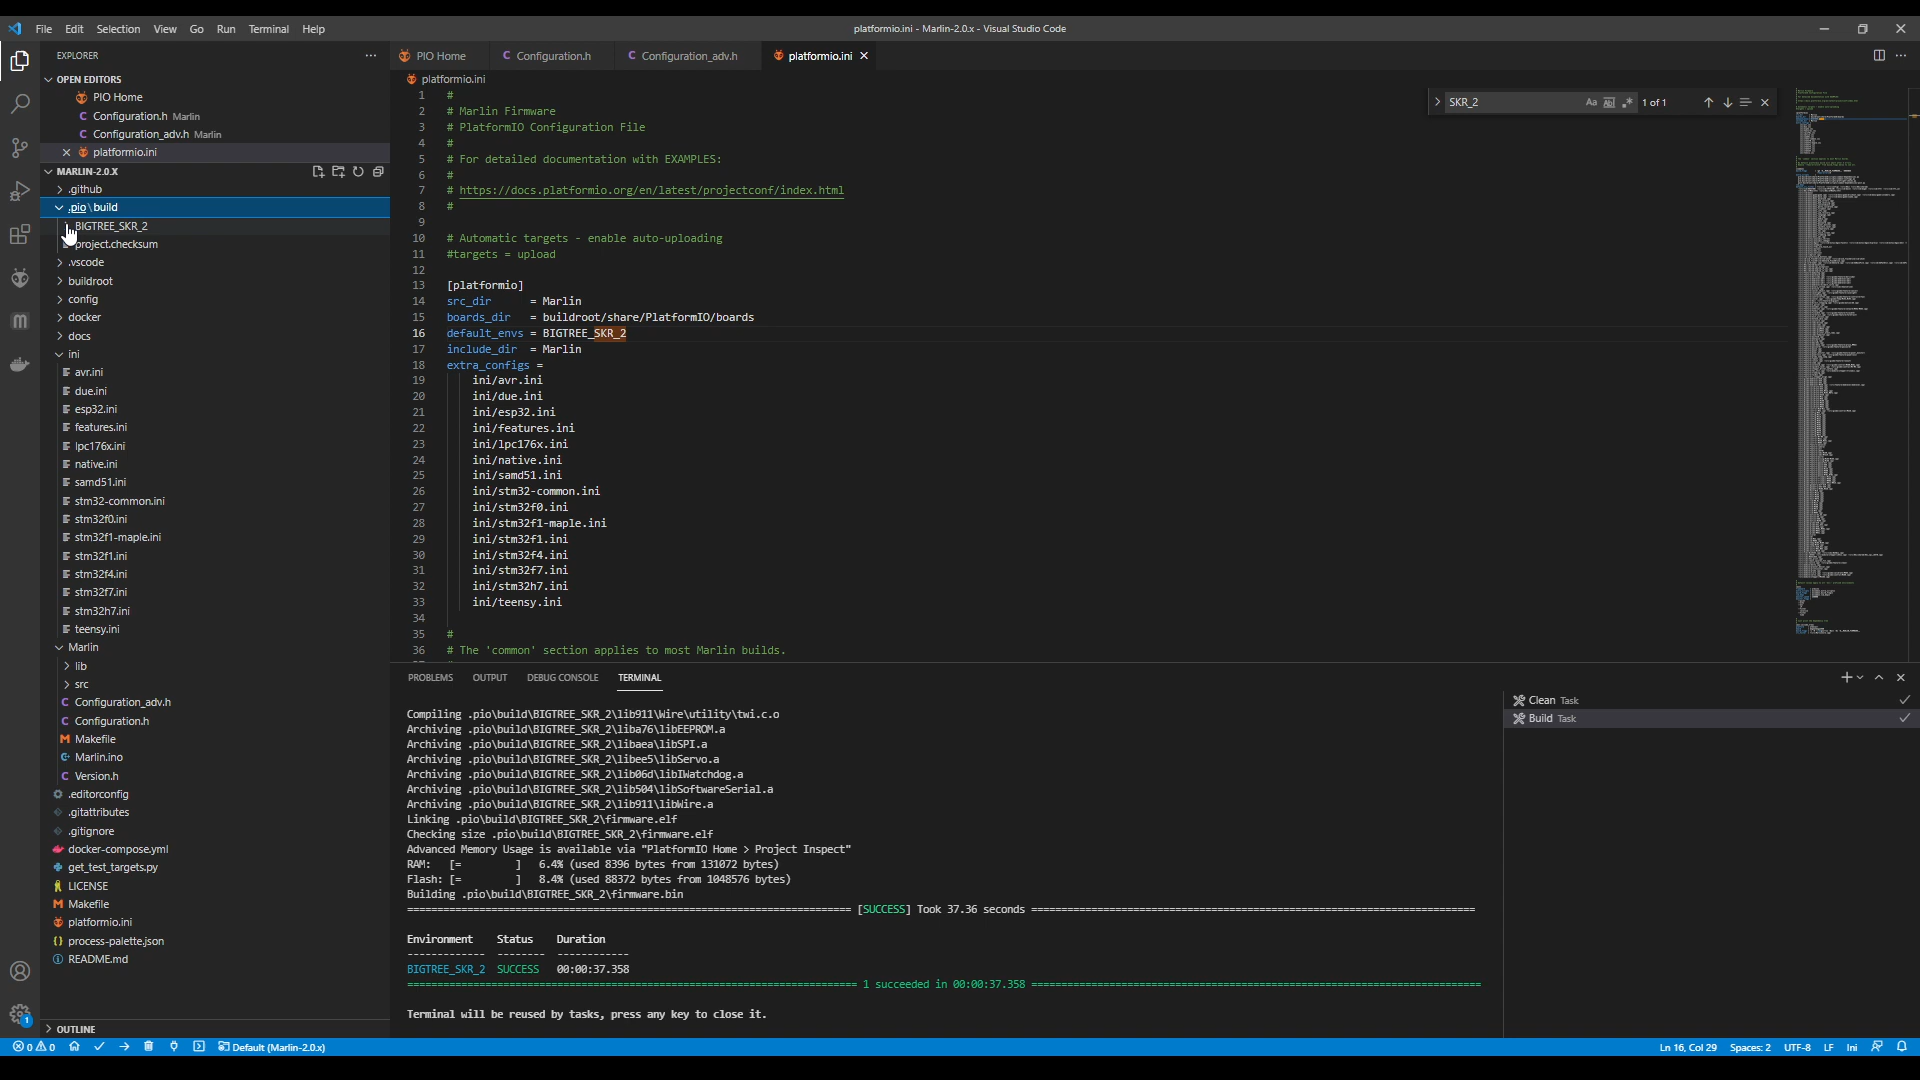 File Edit Selection View Go Run Terminal Help
platformio.ini - Marlin-2.0.x - Visual Studio Code
EXPLORER
OPEN EDITORS
PIO Home
Configuration.h Marlin
Configuration_adv.h Marlin
platformio.ini
MARLIN-2.0.X
.github
.pio\build
BIGTREE_SKR_2
project.checksum
.vscode
buildroot
config
docker
docs
ini
avr.ini
due.ini
esp32.ini
features.ini
lpc176x.ini
native.ini
samd51.ini
stm32-common.ini
stm32f0.ini
stm32f1-maple.ini
stm32f1.ini
stm32f4.ini
stm32f7.ini
stm32h7.ini
teensy.ini
Marlin
lib
src
Configuration_adv.h
Configuration.h
Makefile
Marlin.ino
Version.h
.editorconfig
.gitattributes
.gitignore
docker-compose.yml
get_test_targets.py
LICENSE
Makefile
platformio.ini
process-palette.json
README.md
OUTLINE
PIO Home Configuration.h Configuration_adv.h platformio.ini
platformio.ini
SKR_2 Aa Abl .* 1 of 1
1 #
2 # Marlin Firmware
3 # PlatformIO Configuration File
4 #
5 # For detailed documentation with EXAMPLES:
6 #
7 # https://docs.platformio.org/en/latest/projectconf/index.html
8 #
9
10 # Automatic targets - enable auto-uploading
11 #targets = upload
12
13 [platformio]
14 src_dir = Marlin
15 boards_dir = buildroot/share/PlatformIO/boards
16 default_envs = BIGTREE_SKR_2
17 include_dir = Marlin
18 extra_configs =
19 ini/avr.ini
20 ini/due.ini
21 ini/esp32.ini
22 ini/features.ini
23 ini/lpc176x.ini
24 ini/native.ini
25 ini/samd51.ini
26 ini/stm32-common.ini
27 ini/stm32f0.ini
28 ini/stm32f1-maple.ini
29 ini/stm32f1.ini
30 ini/stm32f4.ini
31 ini/stm32f7.ini
32 ini/stm32h7.ini
33 ini/teensy.ini
34
35 #
36 # The 'common' section applies to most Marlin builds.
PROBLEMS OUTPUT DEBUG CONSOLE TERMINAL
Compiling .pio\build\BIGTREE_SKR_2\lib911\Wire\utility\twi.c.o
Archiving .pio\build\BIGTREE_SKR_2\liba76\libEEPROM.a
Archiving .pio\build\BIGTREE_SKR_2\libaea\libSPI.a
Archiving .pio\build\BIGTREE_SKR_2\libee5\libServo.a
Archiving .pio\build\BIGTREE_SKR_2\lib06d\libIWatchdog.a
Archiving .pio\build\BIGTREE_SKR_2\lib504\libSoftwareSerial.a
Archiving .pio\build\BIGTREE_SKR_2\lib911\libWire.a
Linking .pio\build\BIGTREE_SKR_2\firmware.elf
Checking size .pio\build\BIGTREE_SKR_2\firmware.elf
Advanced Memory Usage is available via "PlatformIO Home > Project Inspect"
RAM: [= ] 6.4% (used 8396 bytes from 131072 bytes)
Flash: [= ] 8.4% (used 88372 bytes from 1048576 bytes)
Building .pio\build\BIGTREE_SKR_2\firmware.bin
[SUCCESS] Took 37.36 seconds
Environment Status Duration
BIGTREE_SKR_2 SUCCESS 00:00:37.358
1 succeeded in 00:00:37.358
Terminal will be reused by tasks, press any key to close it.
Clean Task
Build Task
1
0 0 Default (Marlin-2.0.x) Ln 16, Col 29 Spaces: 2 UTF-8 LF Ini